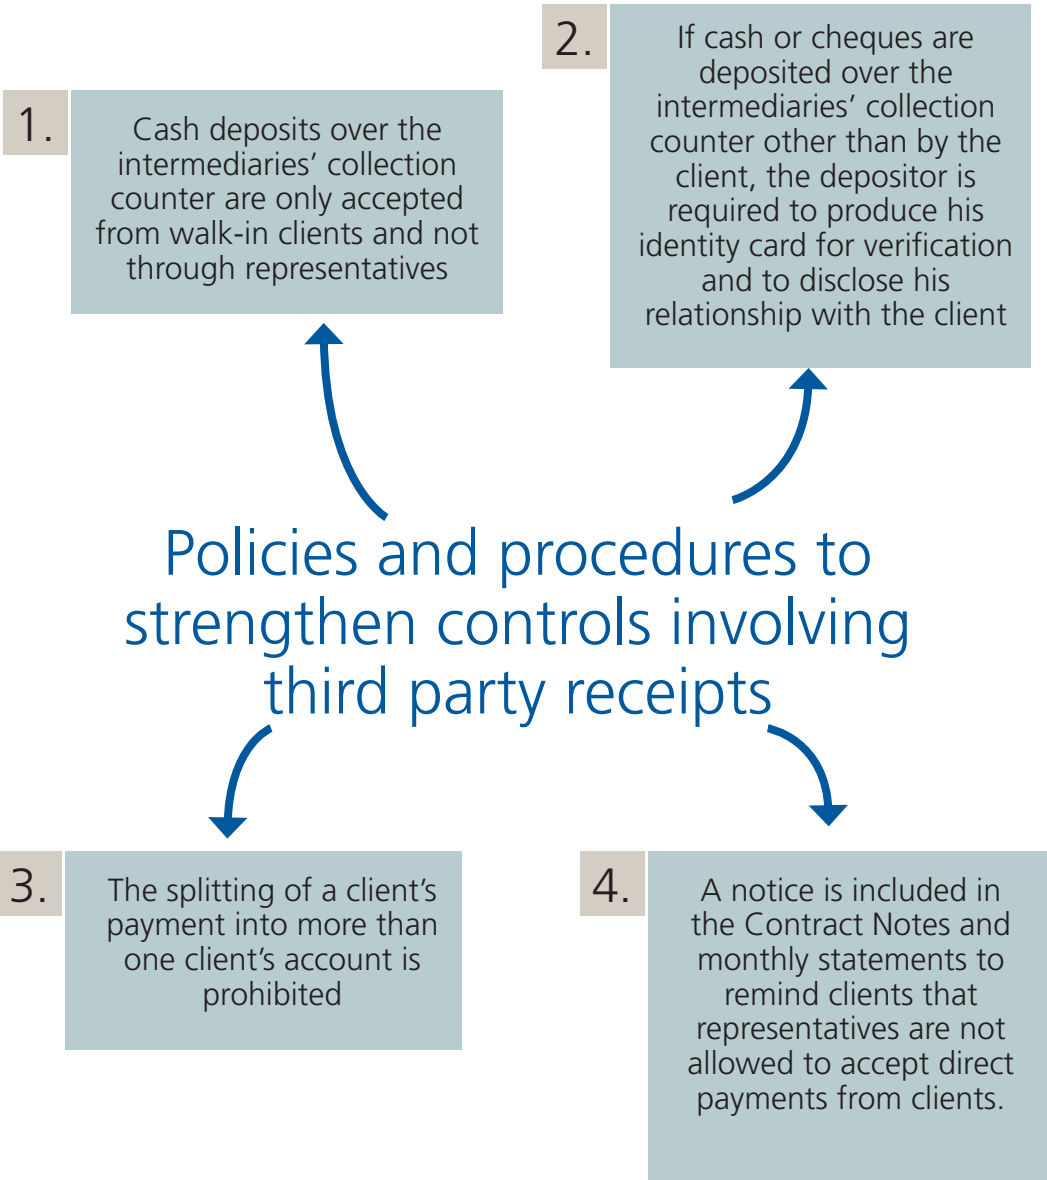 1.
Cash deposits over the
intermediaries’ collection
counter are only accepted
from walk-in clients and not
through representatives
2.
If cash or cheques are
deposited over the
intermediaries’ collection
counter other than by the
client, the depositor is
required to produce his
identity card for verification
and to disclose his
relationship with the client
Policies and procedures to
strengthen controls involving
third party receipts
3.
The splitting of a client’s
payment into more than
one client’s account is
prohibited
4.
A notice is included in
the Contract Notes and
monthly statements to
remind clients that
representatives are not
allowed to accept direct
payments from clients.